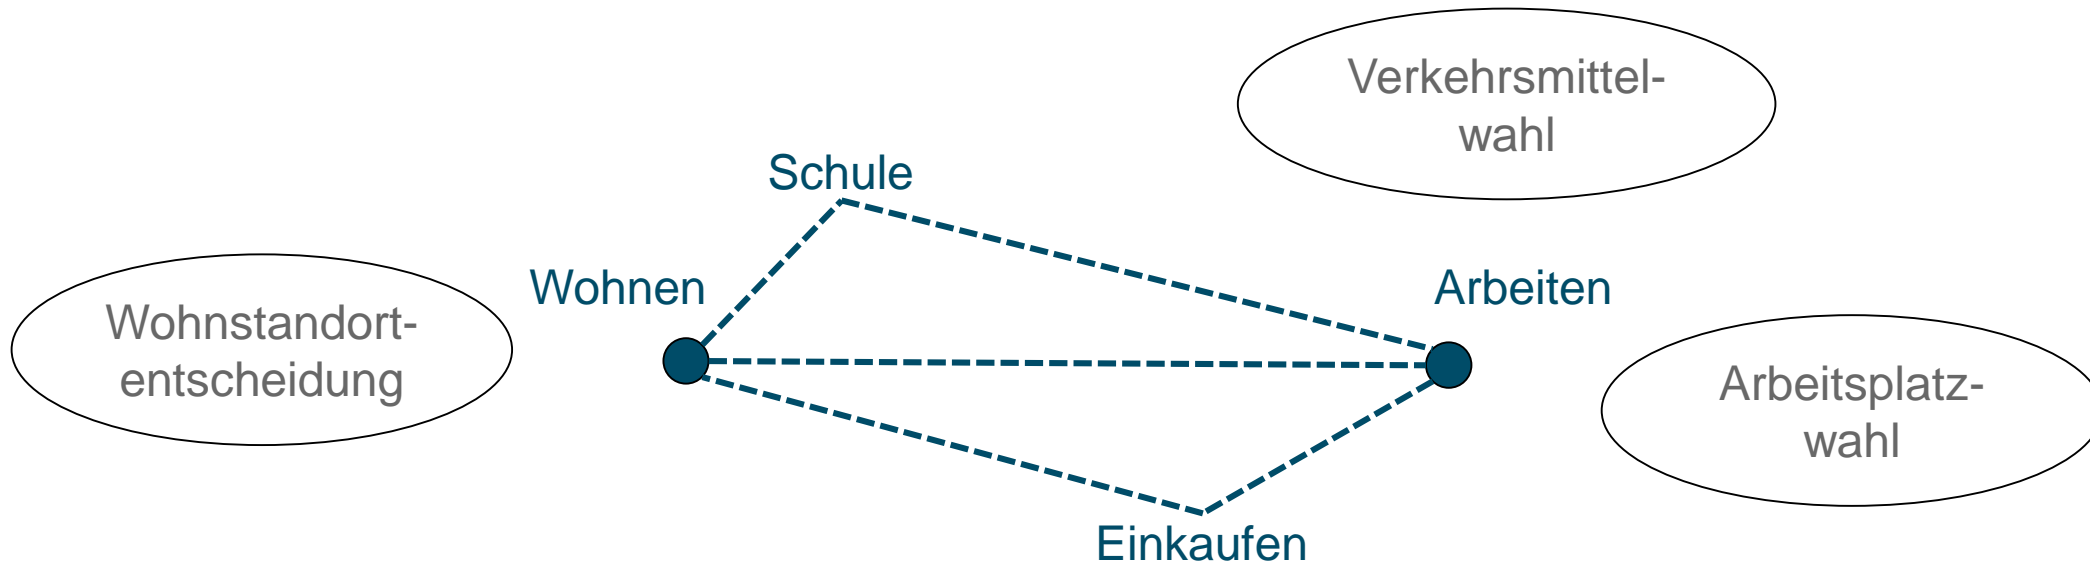 Verkehrsmittel-
wahl
Schule
Wohnen
Arbeiten
Wohnstandort-
entscheidung
Arbeitsplatz-
wahl
Einkaufen